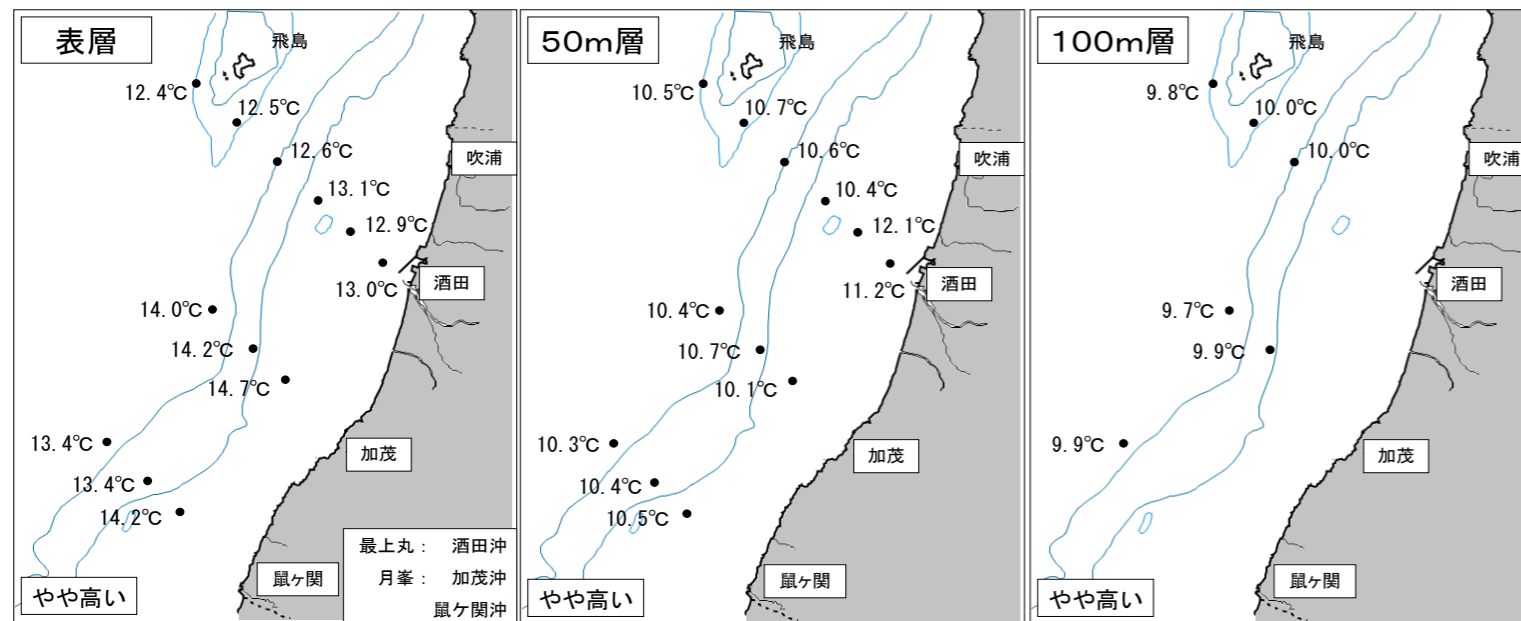 表層
飛島
12.4℃
12.5℃
12.6℃
吹浦
13.1℃
12.9℃
13.0℃
酒田
14.0℃
14.2℃
14.7℃
13.4℃
加茂
13.4℃
14.2℃
最上丸： 酒田沖
月峯： 加茂沖
鼠ケ関沖
鼠ヶ関
やや高い
50m層
飛島
10.5℃
10.7℃
10.6℃
吹浦
10.4℃
12.1℃
11.2℃
酒田
10.4℃
10.7℃
10.1℃
10.3℃
加茂
10.4℃
10.5℃
鼠ヶ関
やや高い
100m層
飛島
9.8℃
10.0℃
10.0℃
吹浦
酒田
9.7℃
9.9℃
9.9℃
加茂
鼠ヶ関
やや高い